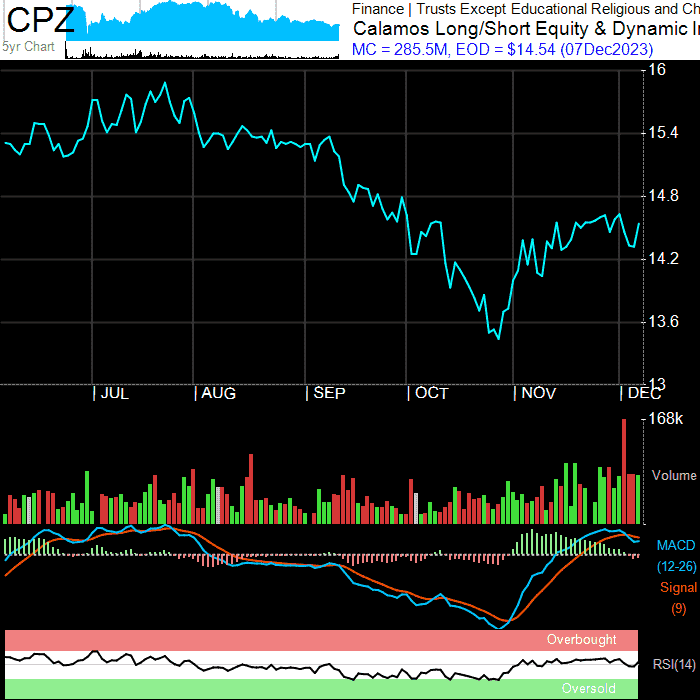 CPZ
5yr Chart
Finance | Trusts Except Educational Religious and Ch
Calamos Long/Short Equity & Dynamic I
MC = 285.5M, EOD = $14.54 (07Dec2023)
16
15.4
14.8
14.2
13.6
13
| JUL | AUG | SEP | OCT | NOV | DEC
168k
Volume
MACD
(12-26)
Signal
(9)
Overbought
RSI(14)
Oversold